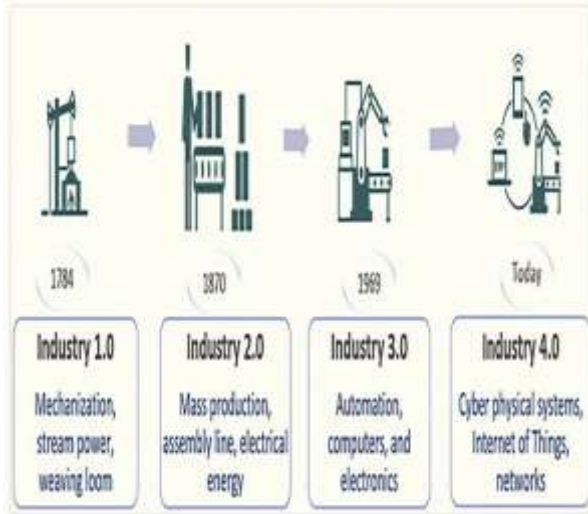 1784
1870
1969
Today
Industry 1.0
Mechanization,
stream power,
weaving loom
Industry 2.0
Mass production,
assembly line, electrical
energy
Industry 3.0
Automation,
computers, and
electronics
Industry 4.0
Cyber physical systems,
Internet of Things,
networks